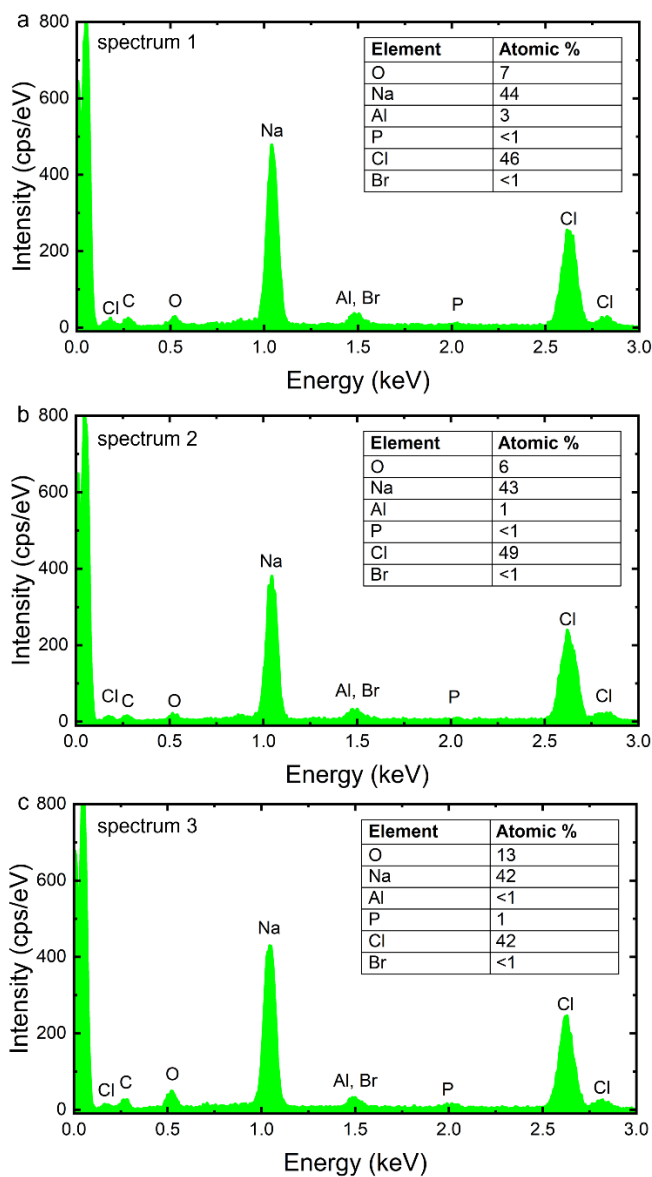 a
spectrum 1
Element Atomic %
O 7
Na 44
Al 3
P <1
Cl 46
Br <1
Intensity (cps/eV)
800
600
400
200
0
Na
Cl
Cl
C
O
Al, Br
P
Cl
0.0 0.5 1.0 1.5 2.0 2.5 3.0
Energy (keV)
b
spectrum 2
Element Atomic %
O 6
Na 43
Al 1
P <1
Cl 49
Br <1
Intensity (cps/eV)
800
600
400
200
0
Na
Cl
Cl
C
O
Al, Br
P
Cl
0.0 0.5 1.0 1.5 2.0 2.5 3.0
Energy (keV)
c
spectrum 3
Element Atomic %
O 13
Na 42
Al <1
P 1
Cl 42
Br <1
Intensity (cps/eV)
800
600
400
200
0
Na
Cl
Cl
C
O
Al, Br
P
Cl
0.0 0.5 1.0 1.5 2.0 2.5 3.0
Energy (keV)